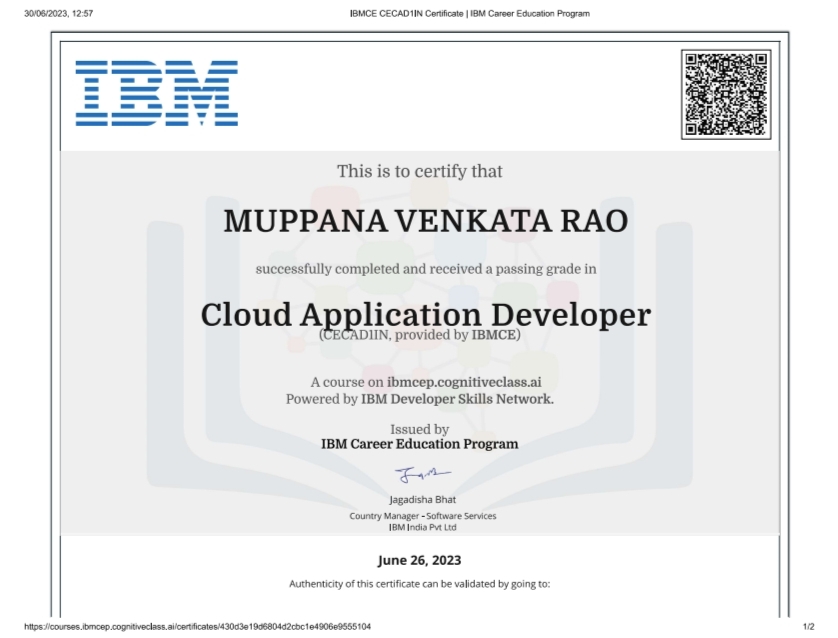 30/06/2023, 12:57
IBMCE CECAD1IN Certificate | IBM Career Education Program
IBM
This is to certify that
MUPPANA VENKATA RAO
successfully completed and received a passing grade in
Cloud Application Developer
(CECAD1IN, provided by IBMCE)
A course on ibmcep.cognitiveclass.ai
Powered by IBM Developer Skills Network.
Issued by
IBM Career Education Program
Jagadisha Bhat
Country Manager - Software Services
IBM India Pvt Ltd
June 26, 2023
Authenticity of this certificate can be validated by going to:
https://courses.ibmcep.cognitiveclass.ai/certificates/430d3e19d6804d2cbc1e4906e9555104
1/2